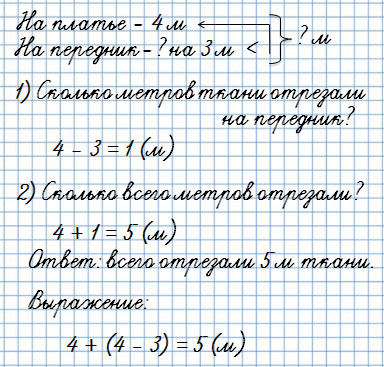 На платье – 4 м
На передник – ? на 3 м < ? м
1) Сколько метров ткани отрезали
на передник?
4 – 3 = 1 (м)
2) Сколько всего метров отрезали?
4 + 1 = 5 (м)
Ответ: всего отрезали 5 м ткани.
Выражение:
4 + (4 – 3) = 5 (м)